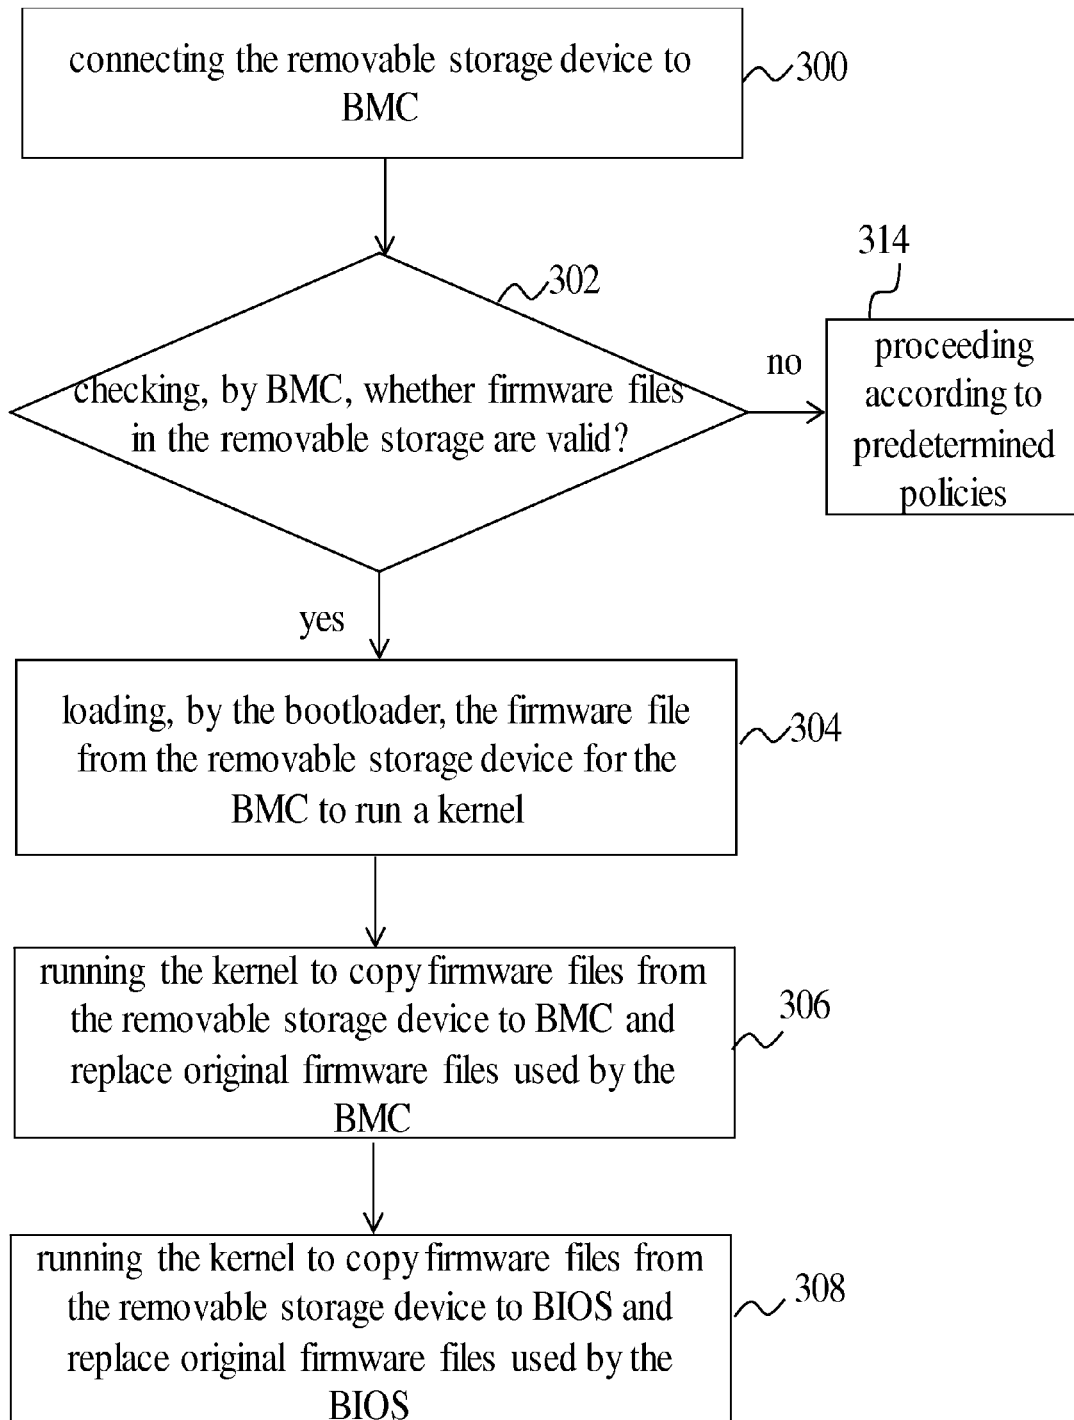 connecting the removable storage device to
BMC
300
302
314
checking, by BMC, whether firmware files
in the removable storage are valid?
no
proceeding
according to
predetermined
policies
yes
loading, by the bootloader, the firmware file
from the removable storage device for the
BMC to run a kernel
304
running the kernel to copy firmware files from
the removable storage device to BMC and
replace original firmware files used by the
BMC
306
running the kernel to copy firmware files from
the removable storage device to BIOS and
replace original firmware files used by the
BIOS
308